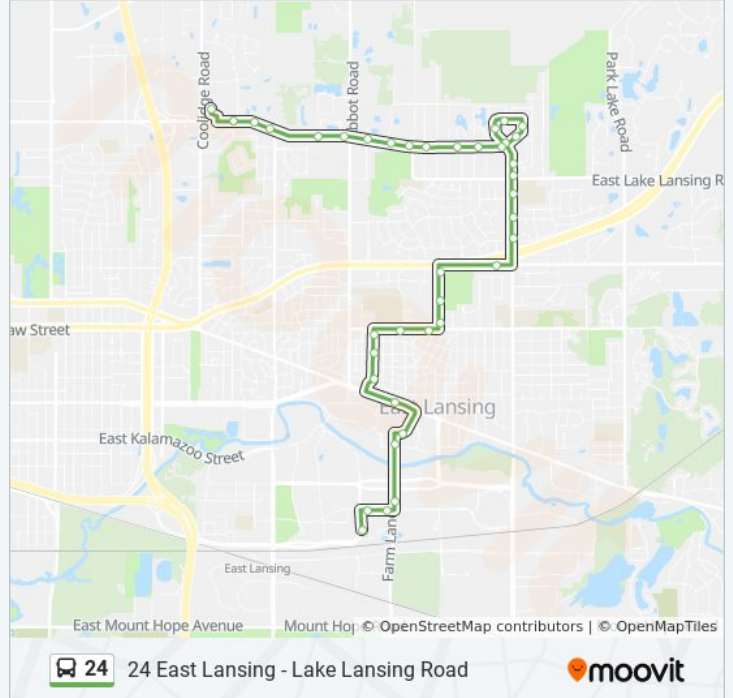 Coolidge Road
bbot Road
Park Lake Road
East Lake Lansing R
aw Street
East Lansing
East Kalamazoo Street
East Lansing
Farm Lan
East Mount Hope Avenue
Mount Hop
© OpenStreetMap contributors | © OpenMapTiles
24
24 East Lansing - Lake Lansing Road
moovit